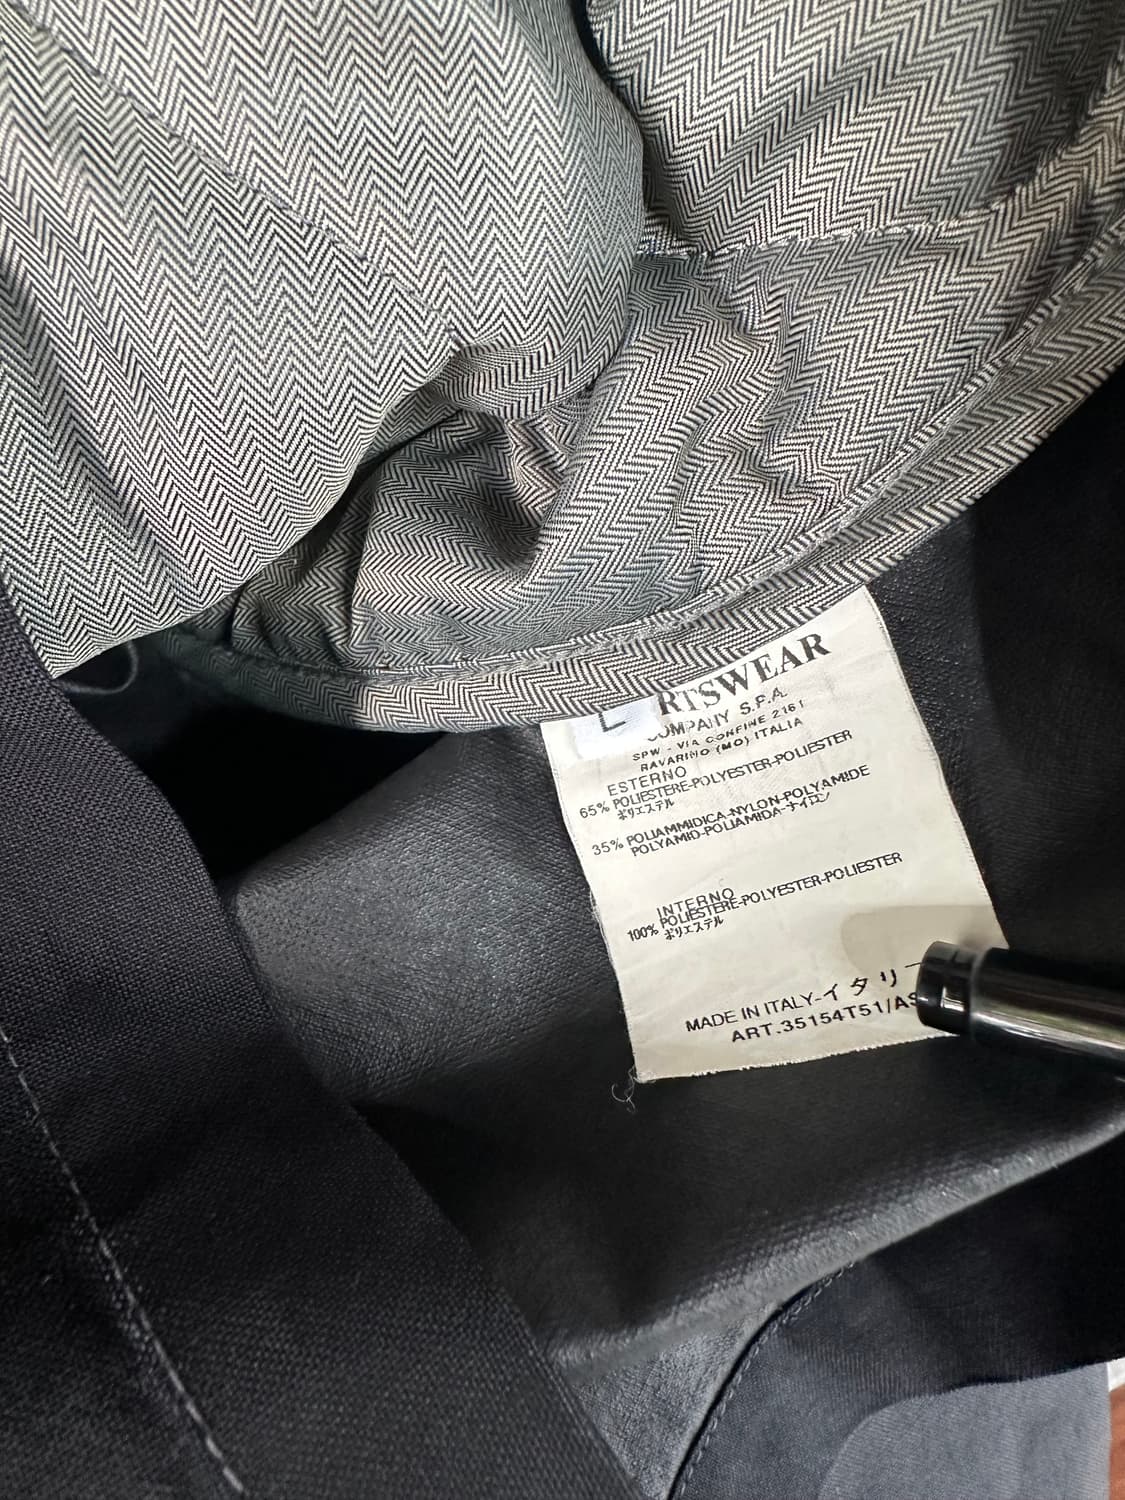 L
RTSWEAR
COMPANY S.P.A.
SPW - VIA CONFINE 2161
RAVARINO (MO) ITALIA
ESTERNO
65% POLIESTERE-POLYESTER-POLIESTER
ポリエステル
35% POLIAMMIDICA-NYLON-POLYAMIDE
POLYAMID-POLIAMIDA-ナイロン
INTERNO
100% POLIESTERE-POLYESTER-POLIESTER
ポリエステル
MADE IN ITALY-イタリー
ART.35154T51/AS